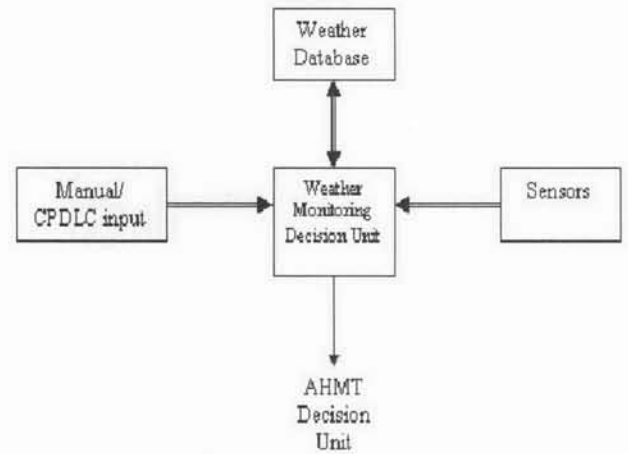 Weather
Database
Manual/
CPDLC input
Weather
Monitoring
Decision Unit
Sensors
AHMT
Decision
Unit